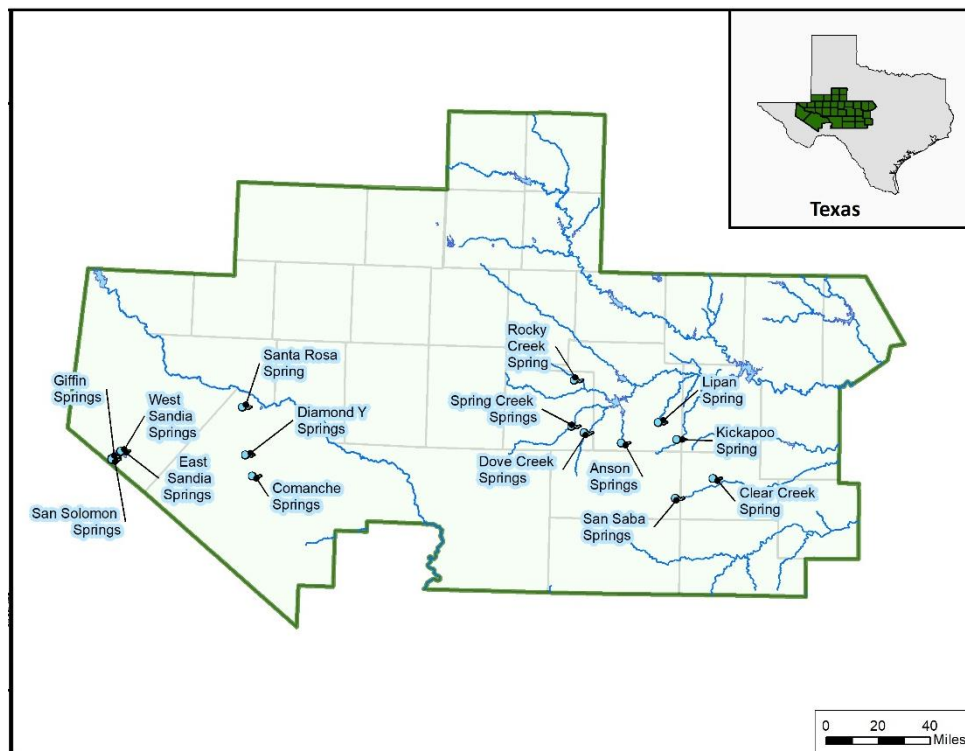 Texas
Rocky
Creek
Spring
Santa Rosa
Spring
Giffin
Springs
West
Sandia
Springs
Diamond Y
Springs
Spring Creek
Springs
Lipan
Spring
Kickapoo
Spring
East
Sandia
Springs
Dove Creek
Springs
Anson
Springs
San Solomon
Springs
Comanche
Springs
Clear Creek
Spring
San Saba
Springs
0 20 40
Miles